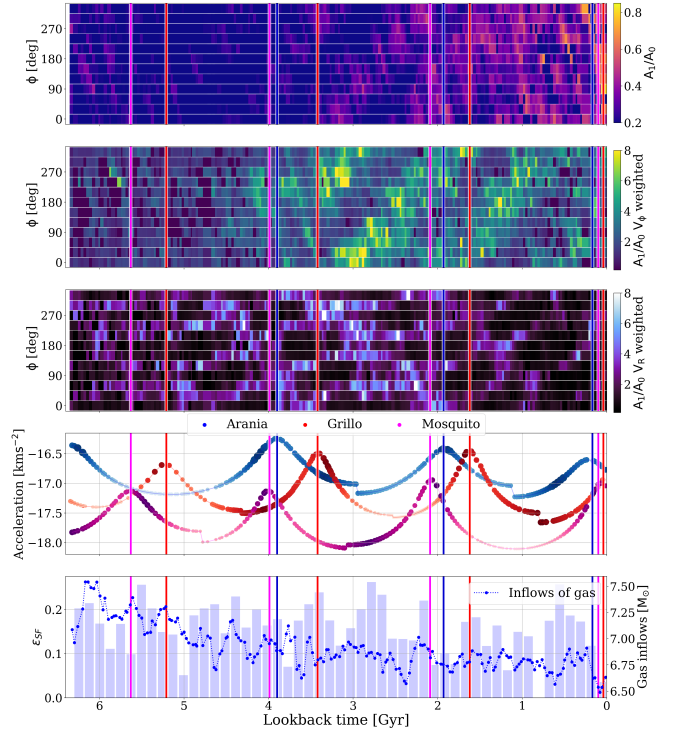 270
180
90
0
ϕ [deg]
0.8
0.6
0.4
0.2
A₁/A₀
270
180
90
0
ϕ [deg]
8
6
4
2
A₁/A₀ V_ϕ weighted
270
180
90
0
ϕ [deg]
8
6
4
2
A₁/A₀ V_R weighted
Arania Grillo Mosquito
−16.5
−17.0
−17.5
−18.0
Acceleration [kms⁻²]
0.2
0.1
0.0
ε_SF
Inflows of gas
7.50
7.25
7.00
6.75
6.50
Gas inflows [M_⊙]
6 5 4 3 2 1 0
Lookback time [Gyr]